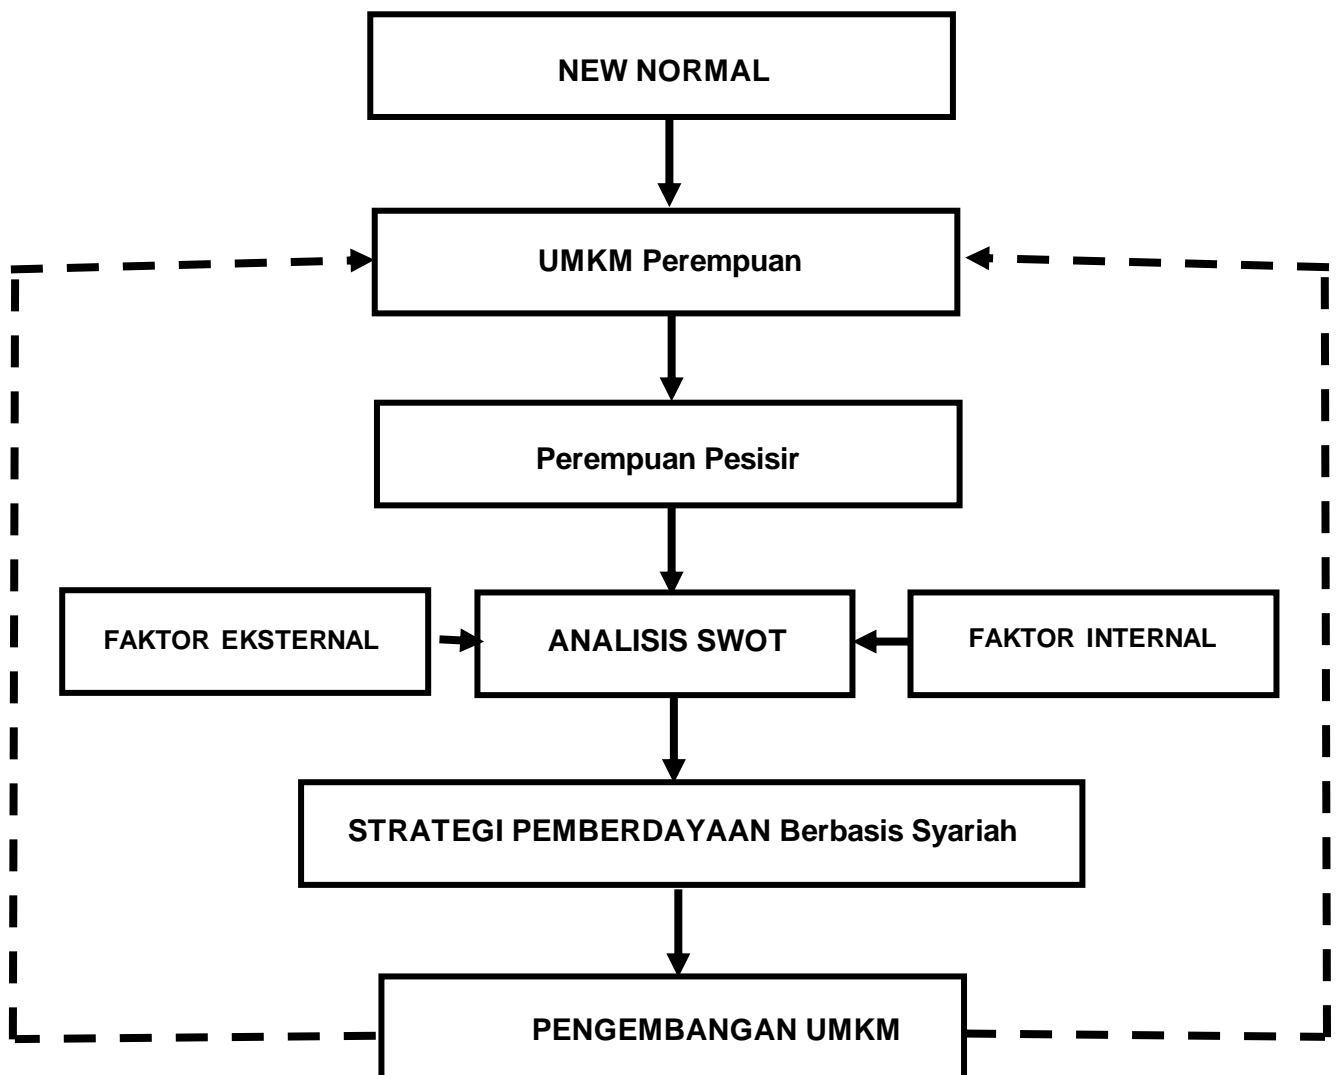 NEW NORMAL
UMKM Perempuan
Perempuan Pesisir
FAKTOR EKSTERNAL
ANALISIS SWOT
FAKTOR INTERNAL
STRATEGI PEMBERDAYAAN Berbasis Syariah
PENGEMBANGAN UMKM